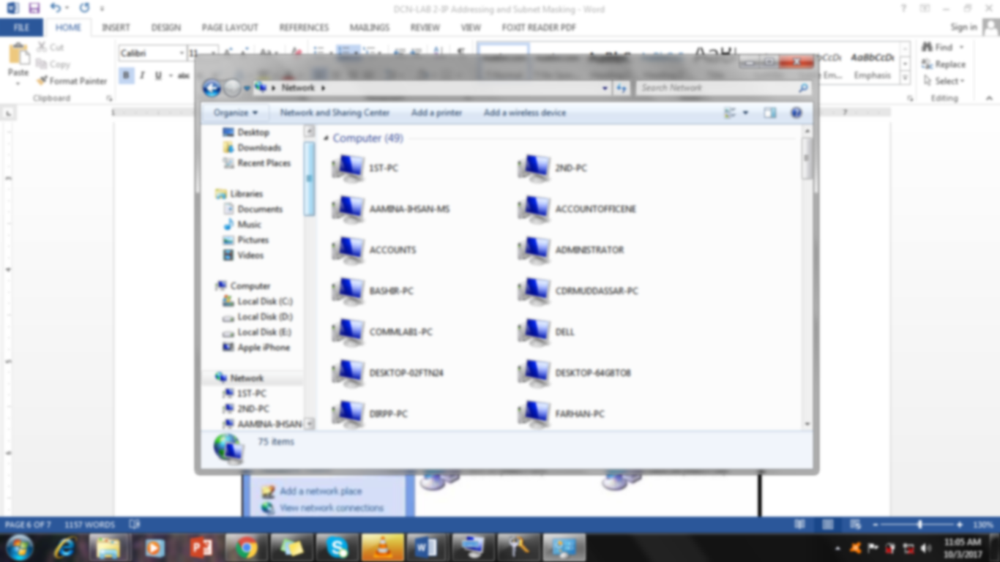 DCN-LAB 2-IP Addressing and Subnet Masking - Word
FILE HOME INSERT DESIGN PAGE LAYOUT REFERENCES MAILINGS REVIEW VIEW FOXIT READER PDF Sign in
Paste
Cut
Copy
Format Painter
Clipboard
Calibri 11
B I U abc
AaBbCcDc
Em... Emphasis
Find
Replace
Select
Editing
Network
Search Network
Organize Network and Sharing Center Add a printer Add a wireless device
Desktop
Downloads
Recent Places
Libraries
Documents
Music
Pictures
Videos
Computer
Local Disk (C:)
Local Disk (D:)
Local Disk (E:)
Apple iPhone
Network
1ST-PC
2ND-PC
AAMINA-IHSAN
Computer (49)
1ST-PC 2ND-PC
AAMINA-IHSAN-MS ACCOUNTOFFICENE
ACCOUNTS ADMINISTRATOR
BASHIR-PC CDRMUDDASSAR-PC
COMMLAB1-PC DELL
DESKTOP-02FTN24 DESKTOP-64G8TO8
DIRPP-PC FARHAN-PC
75 items
Add a network place
View network connections
PAGE 6 OF 7 1157 WORDS 130%
11:05 AM
10/3/2017